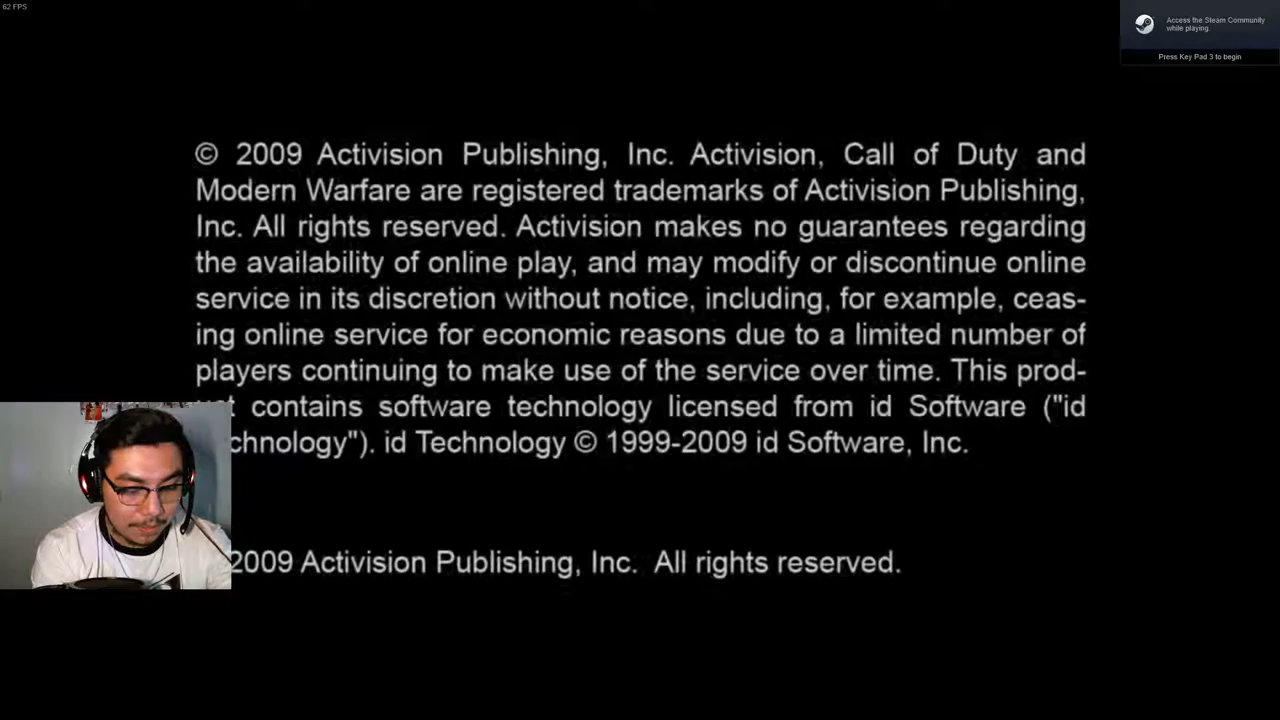 62 FPS
Access the Steam Community
while playing.
Press Key Pad 3 to begin
© 2009 Activision Publishing, Inc. Activision, Call of Duty and
Modern Warfare are registered trademarks of Activision Publishing,
Inc. All rights reserved. Activision makes no guarantees regarding
the availability of online play, and may modify or discontinue online
service in its discretion without notice, including, for example, ceas-
ing online service for economic reasons due to a limited number of
players continuing to make use of the service over time. This prod-
contains software technology licensed from id Software ("id
chnology"). id Technology © 1999-2009 id Software, Inc.
2009 Activision Publishing, Inc. All rights reserved.